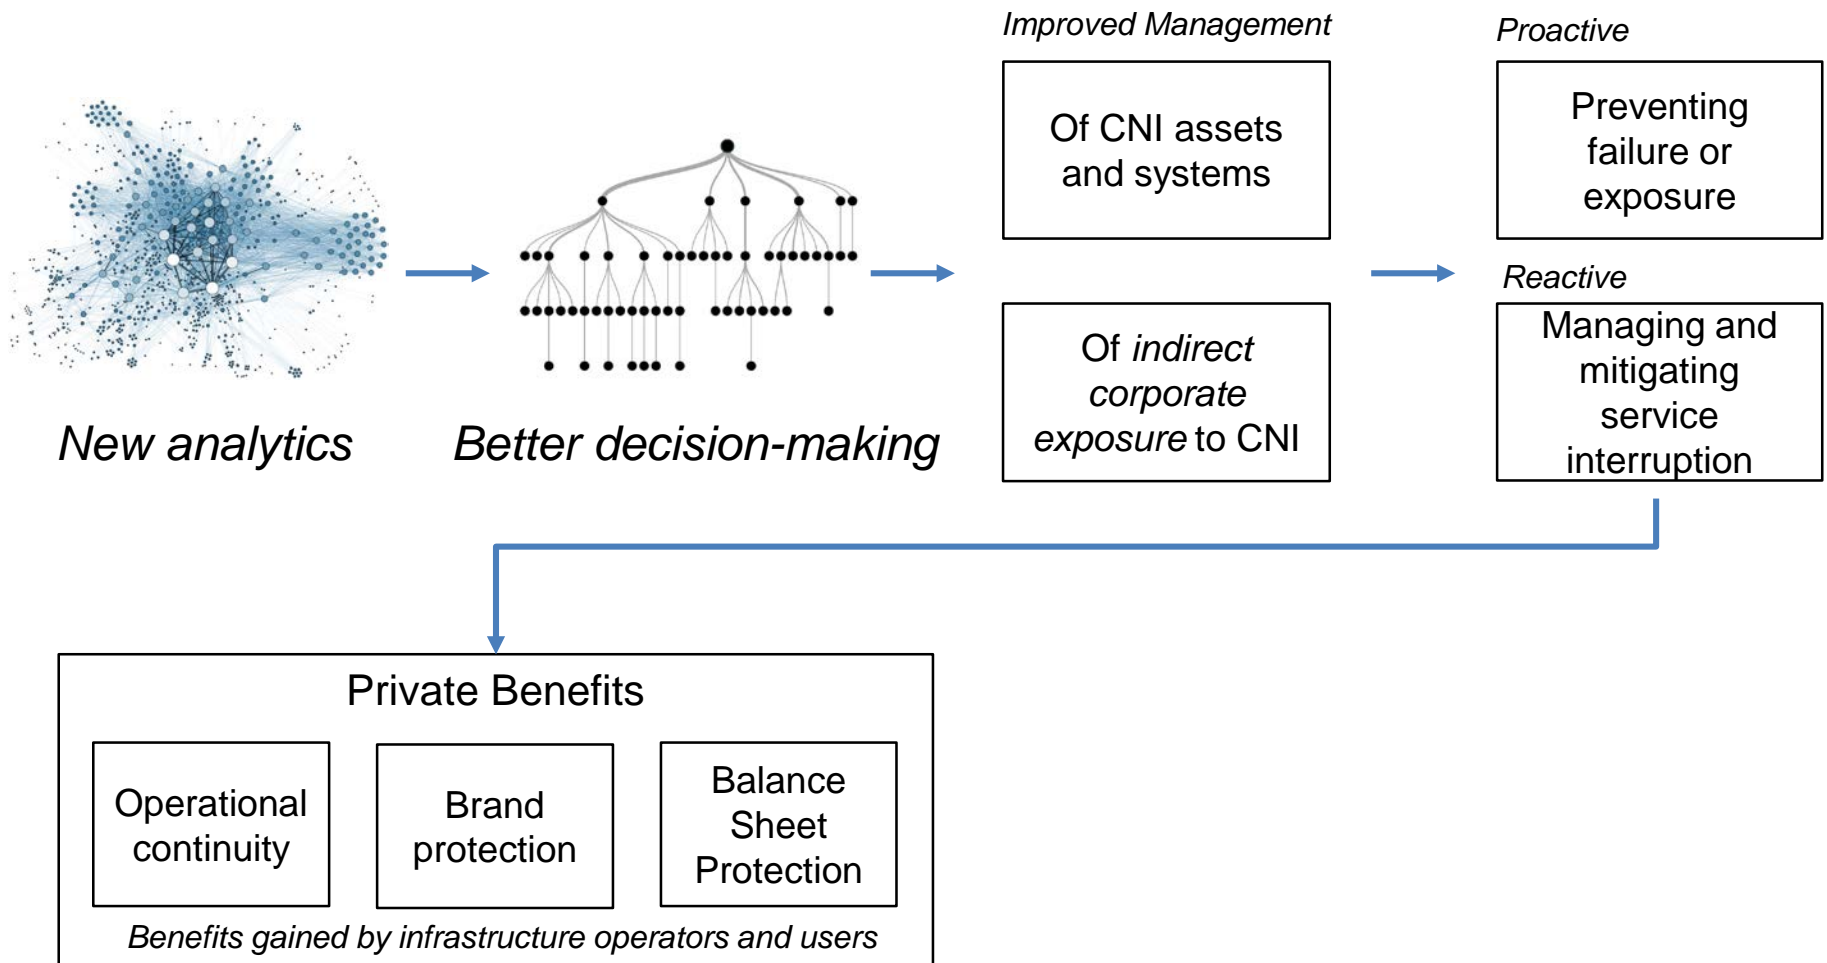 New analytics
Better decision-making
Improved Management
Of CNI assets
and systems
Of indirect
corporate
exposure to CNI
Proactive
Preventing
failure or
exposure
Reactive
Managing and
mitigating
service
interruption
Private Benefits
Operational
continuity
Brand
protection
Balance
Sheet
Protection
Benefits gained by infrastructure operators and users